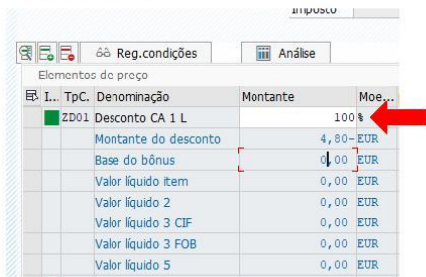 Imposto
Reg.condições Análise
Elementos de preço
I... TpC. Denominação Montante Moe...
ZD01 Desconto CA 1 L 100 %
Montante do desconto 4,80- EUR
Base do bônus 0,00 EUR
Valor líquido item 0,00 EUR
Valor líquido 2 0,00 EUR
Valor líquido 3 CIF 0,00 EUR
Valor líquido 3 FOB 0,00 EUR
Valor líquido 5 0,00 EUR